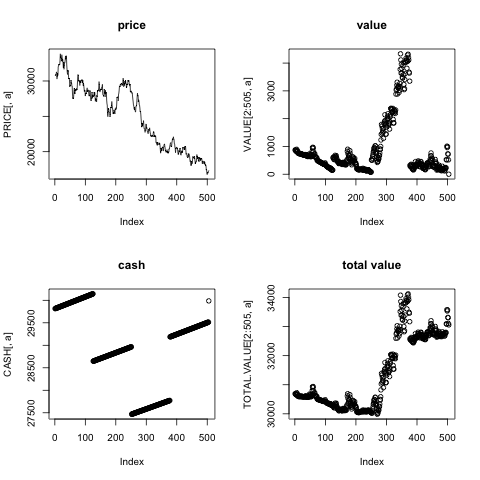 price
PRICE[, a]
20000
30000
0 100 200 300 400 500
Index
value
VALUE[2:505, a]
0 1000 3000
0 100 200 300 400 500
Index
cash
CASH[, a]
27500 28500 29500
0 100 200 300 400 500
Index
total value
TOTAL.VALUE[2:505, a]
30000 32000 34000
0 100 200 300 400 500
Index